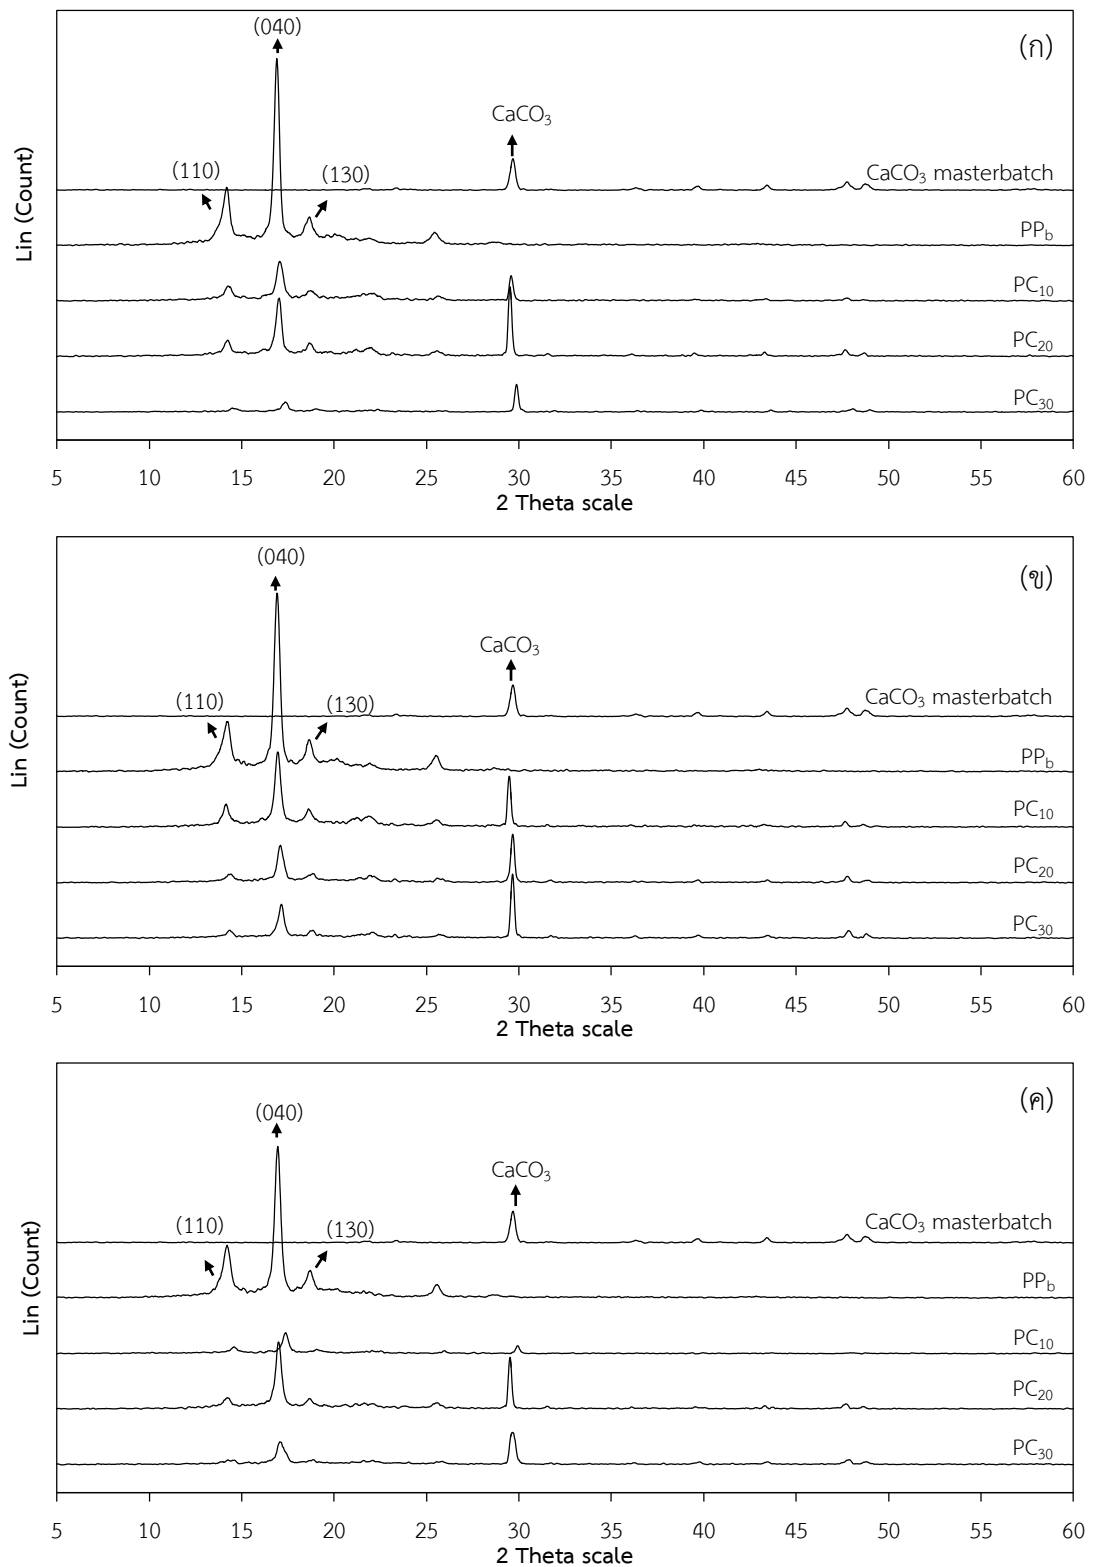 (040)
(ก)
CaCO₃
(110)
(130)
CaCO₃ masterbatch
PPb
PC₁₀
PC₂₀
PC₃₀
Lin (Count)
5 10 15 20 25 30 35 40 45 50 55 60
2 Theta scale
(040)
(ข)
CaCO₃
(110)
(130)
CaCO₃ masterbatch
PPb
PC₁₀
PC₂₀
PC₃₀
Lin (Count)
5 10 15 20 25 30 35 40 45 50 55 60
2 Theta scale
(040)
(ค)
CaCO₃
(110)
(130)
CaCO₃ masterbatch
PPb
PC₁₀
PC₂₀
PC₃₀
Lin (Count)
5 10 15 20 25 30 35 40 45 50 55 60
2 Theta scale